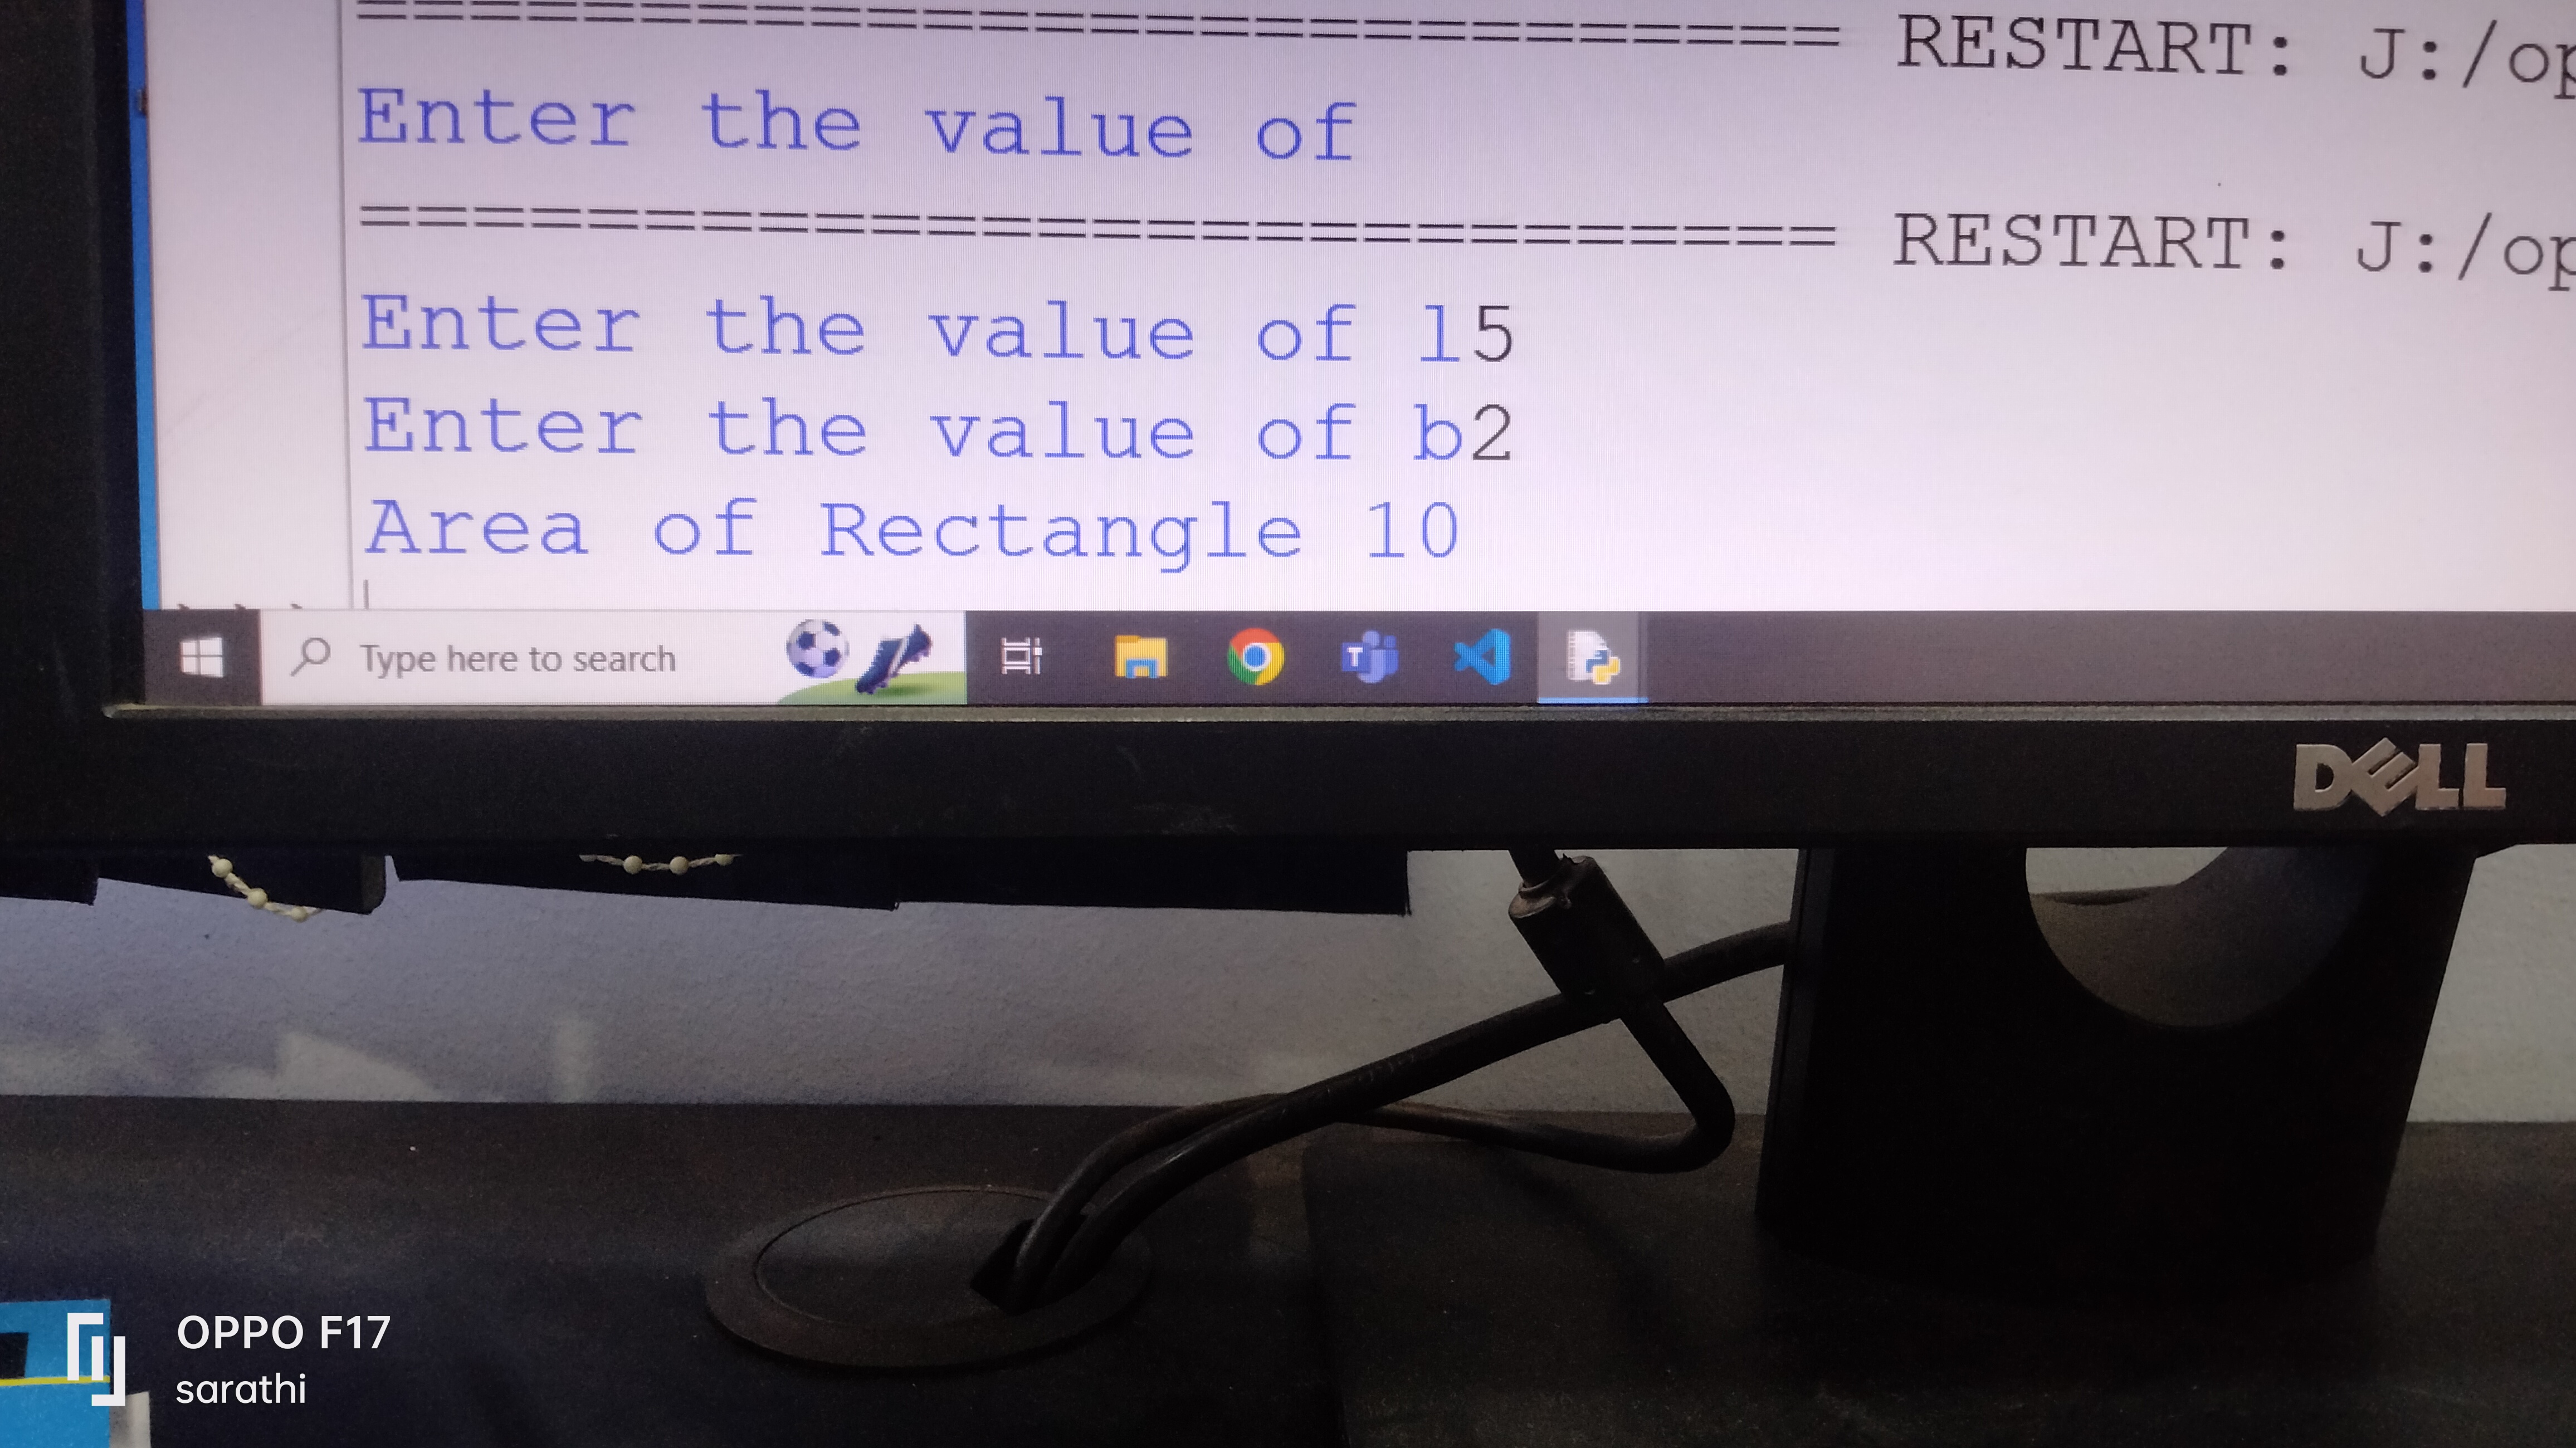 ============================ RESTART: J:/op
Enter the value of
============================ RESTART: J:/op
Enter the value of l5
Enter the value of b2
Area of Rectangle 10
Type here to search
T
DELL
OPPO F17
sarathi